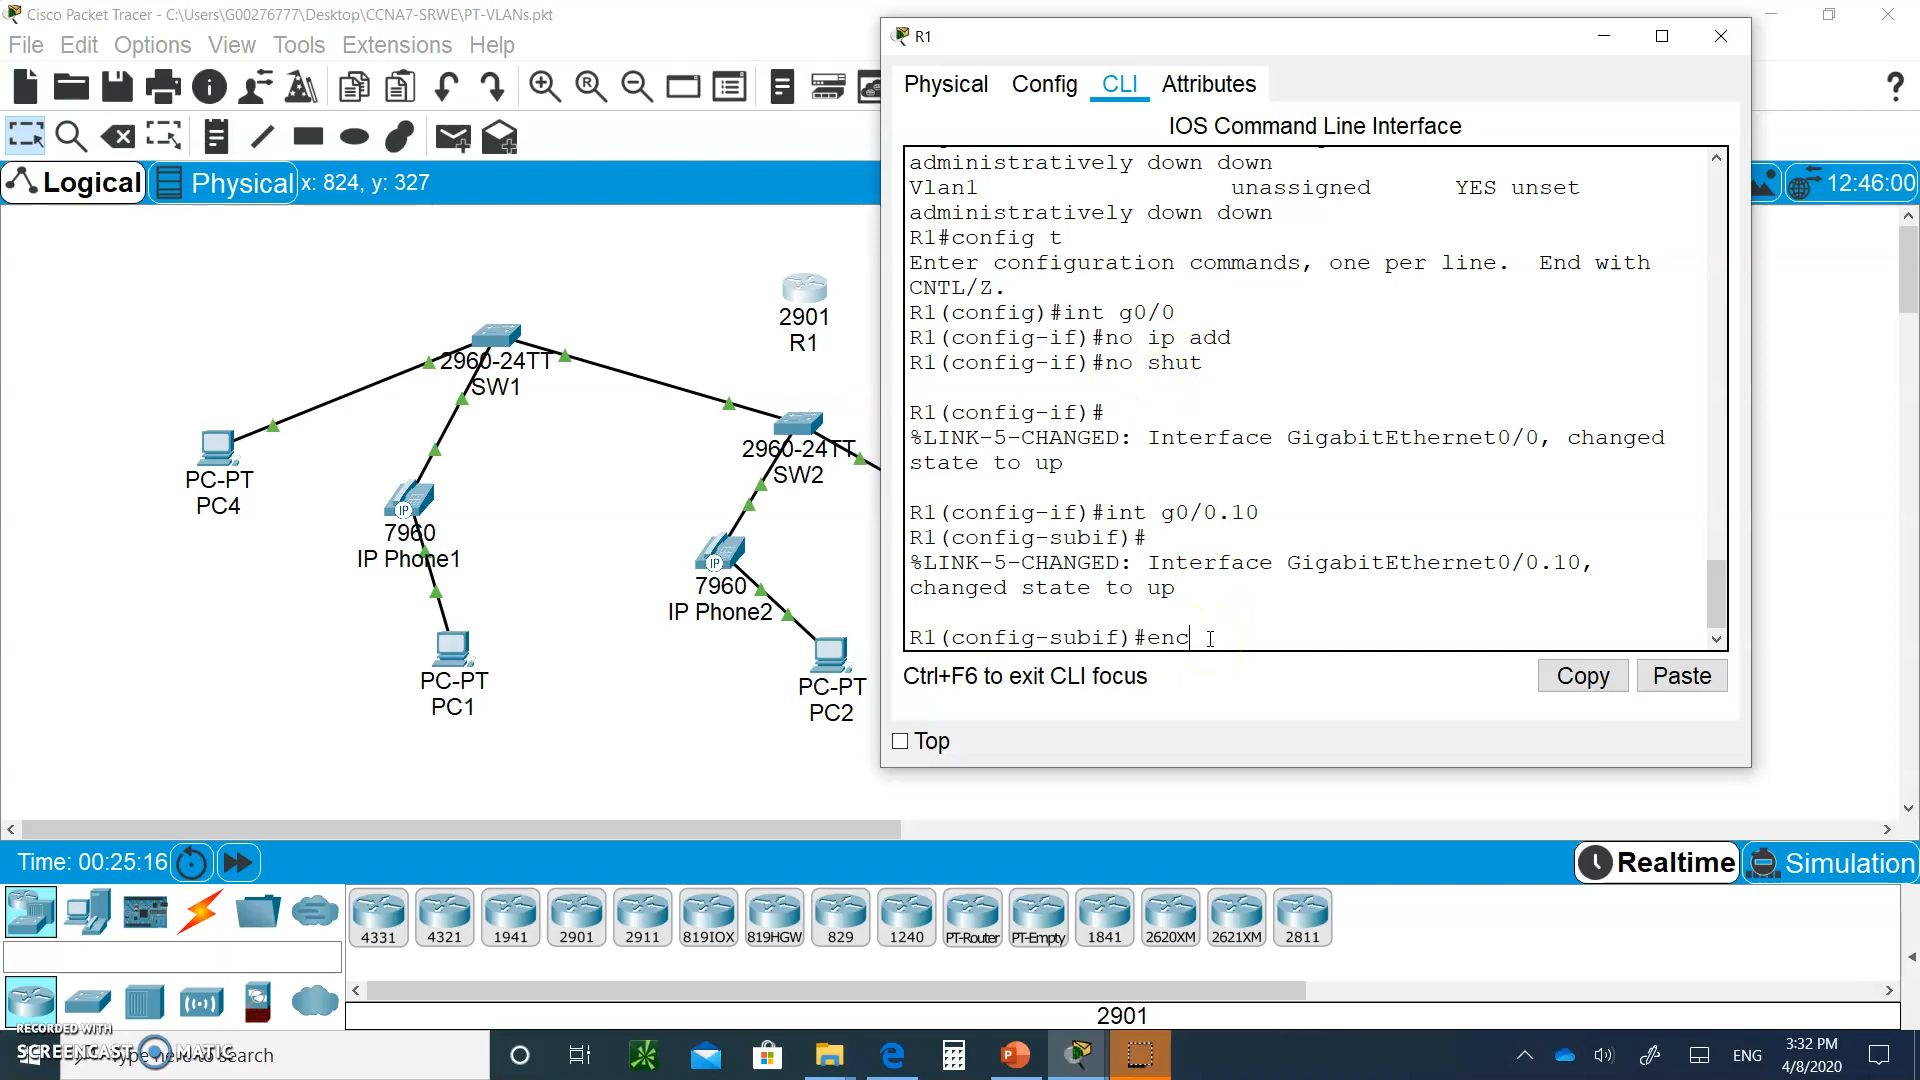 Cisco Packet Tracer - C:\Users\G00276777\Desktop\CCNA7-SRWE\PT-VLANs.pkt
File Edit Options View Tools Extensions Help
Logical Physical x: 824, y: 327
12:46:00
2901
R1
2960-24TT
SW1
PC-PT
PC4
2960-24TT
SW2
IP
7960
IP Phone1
IP
7960
IP Phone2
PC-PT
PC1
PC-PT
PC2
R1
Physical Config CLI Attributes
IOS Command Line Interface
administratively down down
Vlan1 unassigned YES unset
administratively down down
R1#config t
Enter configuration commands, one per line. End with
CNTL/Z.
R1(config)#int g0/0
R1(config-if)#no ip add
R1(config-if)#no shut
R1(config-if)#
%LINK-5-CHANGED: Interface GigabitEthernet0/0, changed
state to up
R1(config-if)#int g0/0.10
R1(config-subif)#
%LINK-5-CHANGED: Interface GigabitEthernet0/0.10,
changed state to up
R1(config-subif)#enc
Ctrl+F6 to exit CLI focus
Copy Paste
Top
Time: 00:25:16
Realtime Simulation
4331 4321 1941 2901 2911 819IOX 819HGW 829 1240 PT-Router PT-Empty 1841 2620XM 2621XM 2811
2901
RECORDED WITH
SCREENCAST MATIC
Type here to search
ENG
3:32 PM
4/8/2020